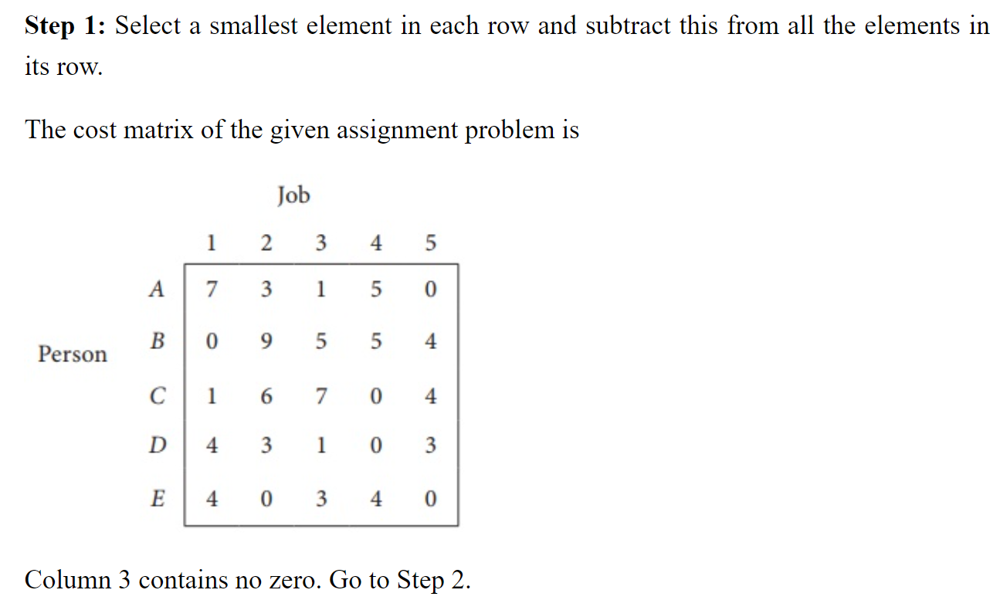 Step 1: Select a smallest element in each row and subtract this from all the elements in
its row.
The cost matrix of the given assignment problem is
Job
1 2 3 4 5
A 7 3 1 5 0
B 0 9 5 5 4
Person
C 1 6 7 0 4
D 4 3 1 0 3
E 4 0 3 4 0
Column 3 contains no zero. Go to Step 2.